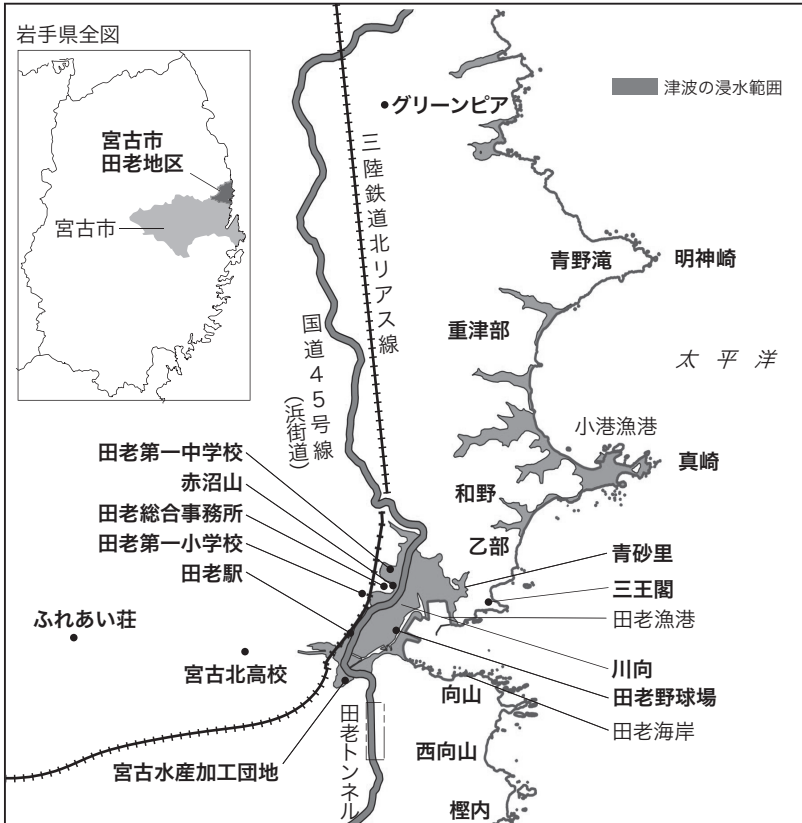 岩手県全図
宮古市
田老地区
宮古市
津波の浸水範囲
グリーンピア
三陸鉄道北リアス線
国道45号線
(浜街道)
青野滝
明神崎
重津部
太平洋
小港漁港
真崎
和野
乙部
田老第一中学校
赤沼山
田老総合事務所
田老第一小学校
田老駅
ふれあい荘
宮古北高校
宮古水産加工団地
田老トンネル
青砂里
三王閣
田老漁港
川向
田老野球場
田老海岸
向山
西向山
樫内